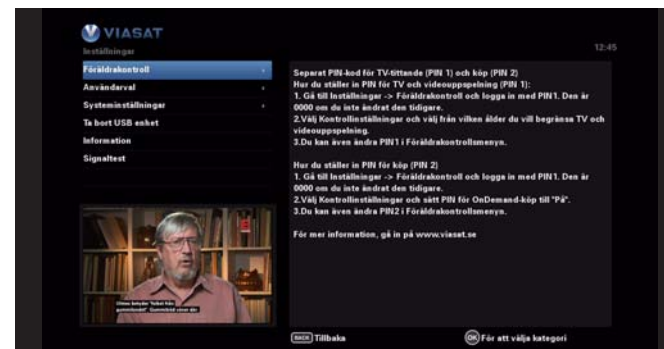 VIASAT
Inställningar
12:45
Föräldrakontroll
Användarval
Systeminställningar
Ta bort USB enhet
Information
Signaltest
Separat PIN-kod för TV-tittande (PIN 1) och köp (PIN 2)
Hur du ställer in PIN för TV och videouppspelning (PIN 1):
1. Gå till Inställningar -> Föräldrakontroll och logga in med PIN1. Den är
0000 om du inte ändrat den tidigare.
2.Välj Kontrollinställningar och välj från vilken ålder du vill begränsa TV och
videouppspelning.
3.Du kan även ändra PIN1 i Föräldrakontrollsmenyn.
Hur du ställer in PIN för köp (PIN 2)
1. Gå till Inställningar -> Föräldrakontroll och logga in med PIN1. Den är
0000 om du inte ändrat den tidigare.
2.Välj Kontrollinställningar och sätt PIN för OnDemand-köp till "På".
3.Du kan även ändra PIN2 i Föräldrakontrollsmenyn.
För mer information, gå in på www.viasat.se
BACK Tillbaka
OK För att välja kategori